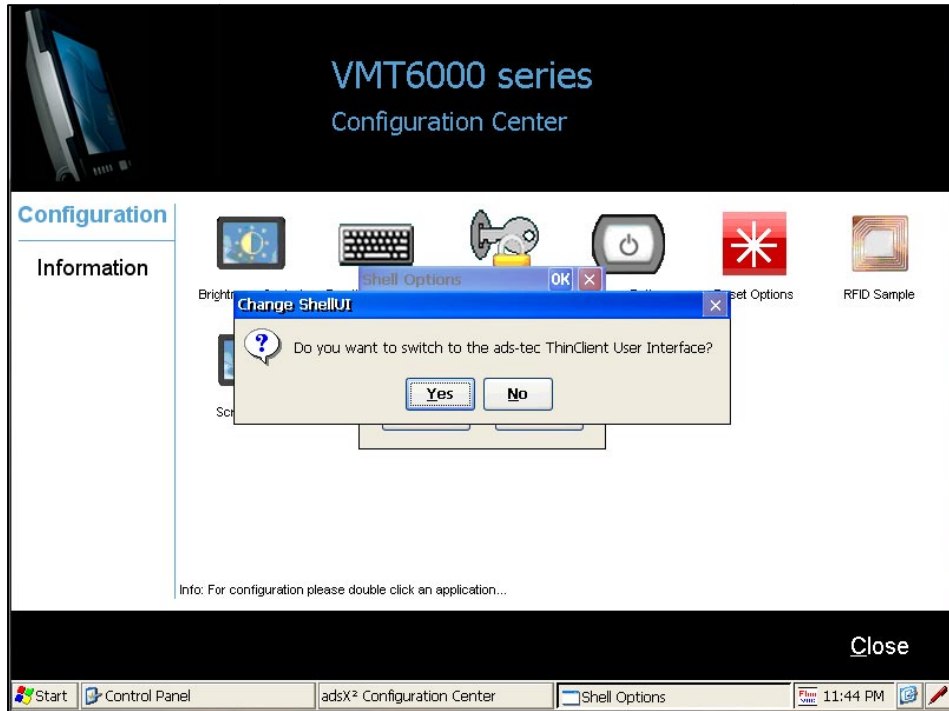 VMT6000 series
Configuration Center
Configuration
Information
Shell Options
OK
set Options
RFID Sample
Change ShellUI
Do you want to switch to the ads-tec ThinClient User Interface?
Yes
No
Info: For configuration please double click an application...
Close
Start
Control Panel
adsX² Configuration Center
Shell Options
11:44 PM